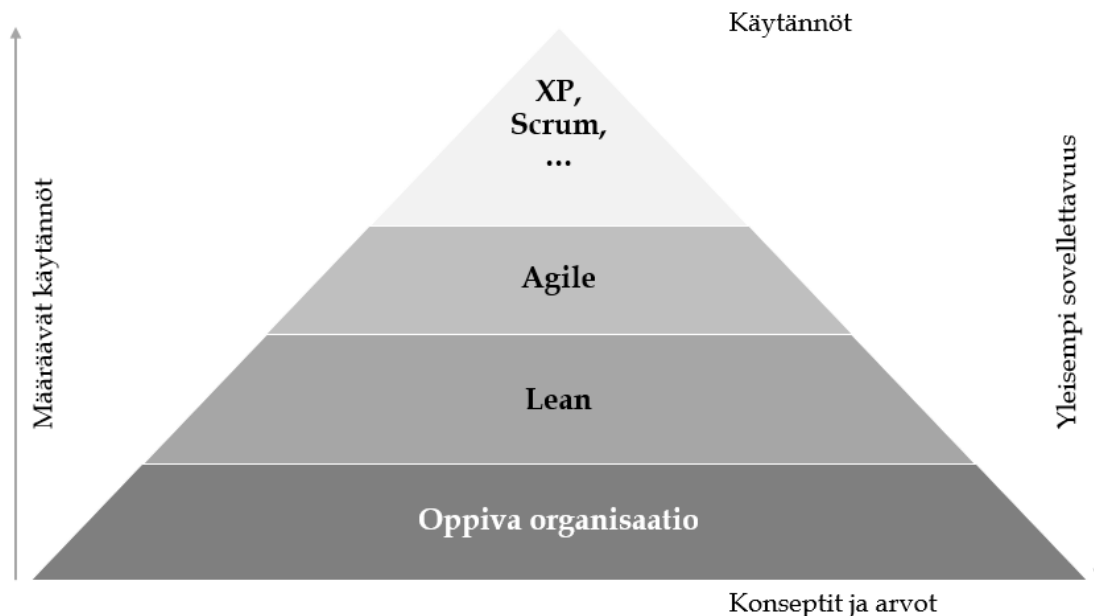 Käytännöt
XP,
Scrum,
...
Määräävät käytännöt
Yleisempi sovellettavuus
Agile
Lean
Oppiva organisaatio
Konseptit ja arvot